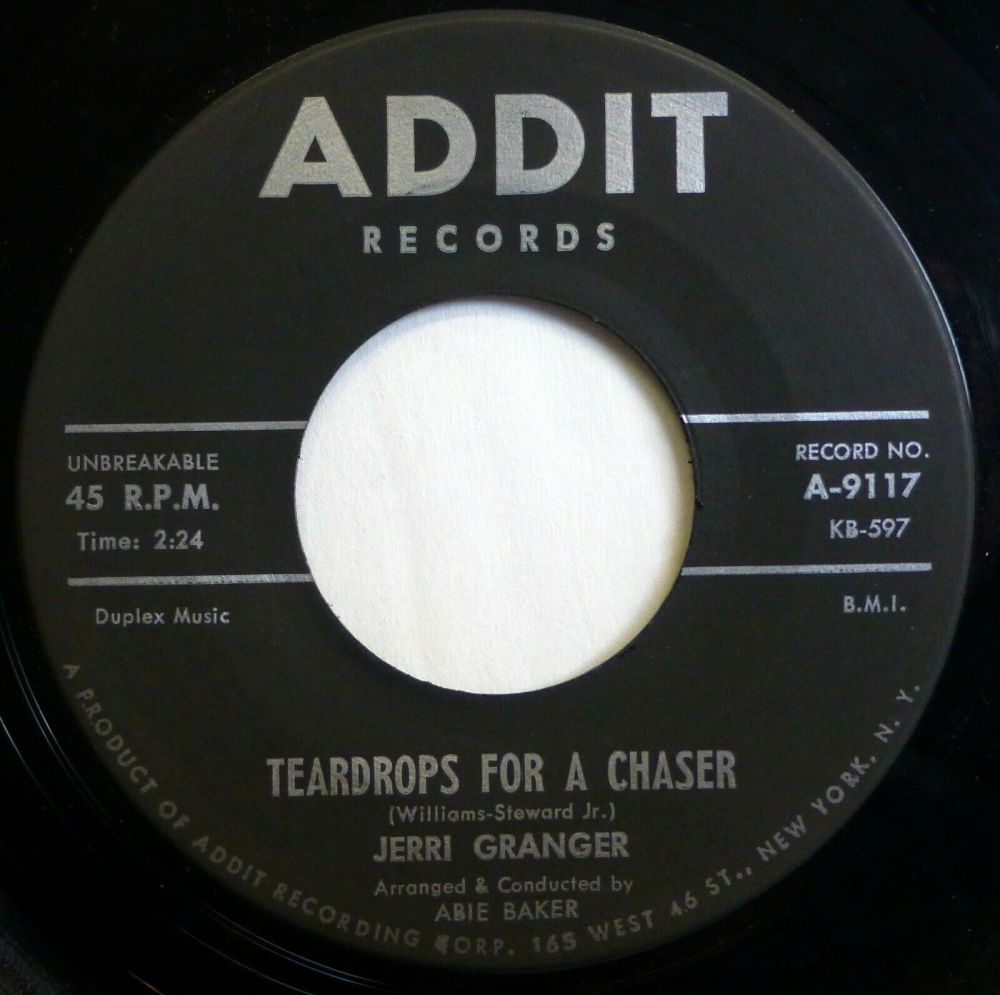 ADDIT
RECORDS
UNBREAKABLE
45 R.P.M.
Time: 2:24
RECORD NO.
A-9117
KB-597
Duplex Music
B.M.I.
TEARDROPS FOR A CHASER
(Williams-Steward Jr.)
JERRI GRANGER
Arranged & Conducted by
ABIE BAKER
A PRODUCT OF ADDIT RECORDING CORP. 165 WEST 46 ST., NEW YORK, N. Y.